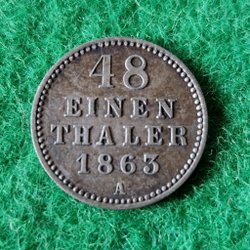 48
EINEN
THALER
1863
A